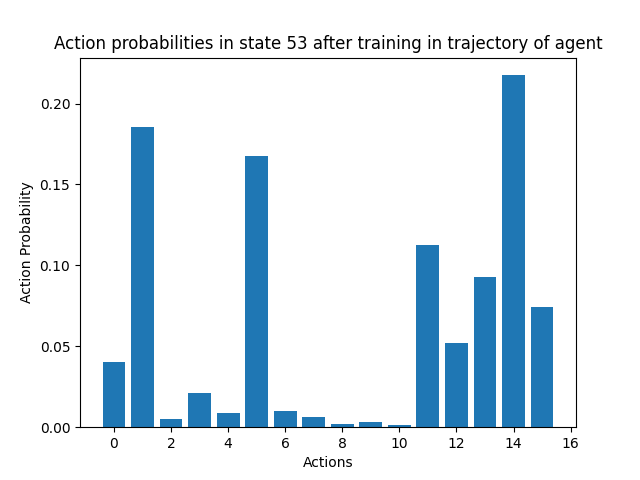 Action probabilities in state 53 after training in trajectory of agent
0.20
0.15
0.10
0.05
0.00
Action Probability
0 2 4 6 8 10 12 14 16
Actions